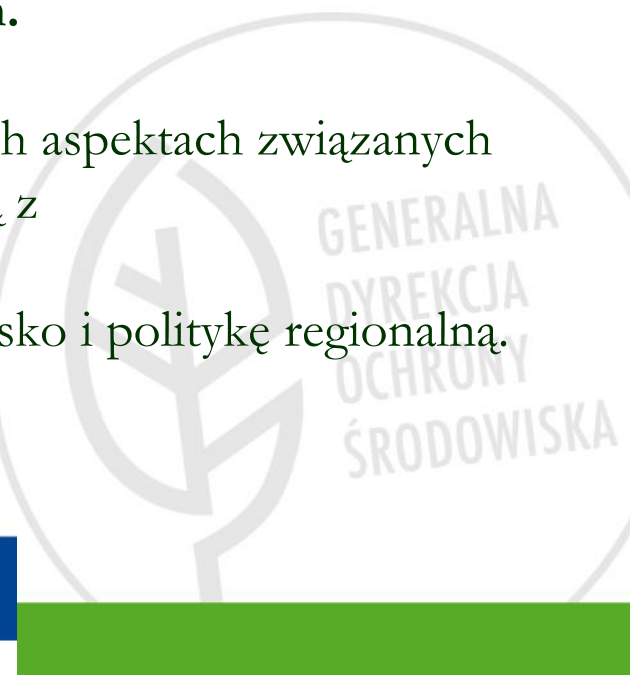 h aspektach związanych
z
GENERALNA
DYREKCJA
sko i politykę regionalną.
OCHRONY
ŚRODOWISKA